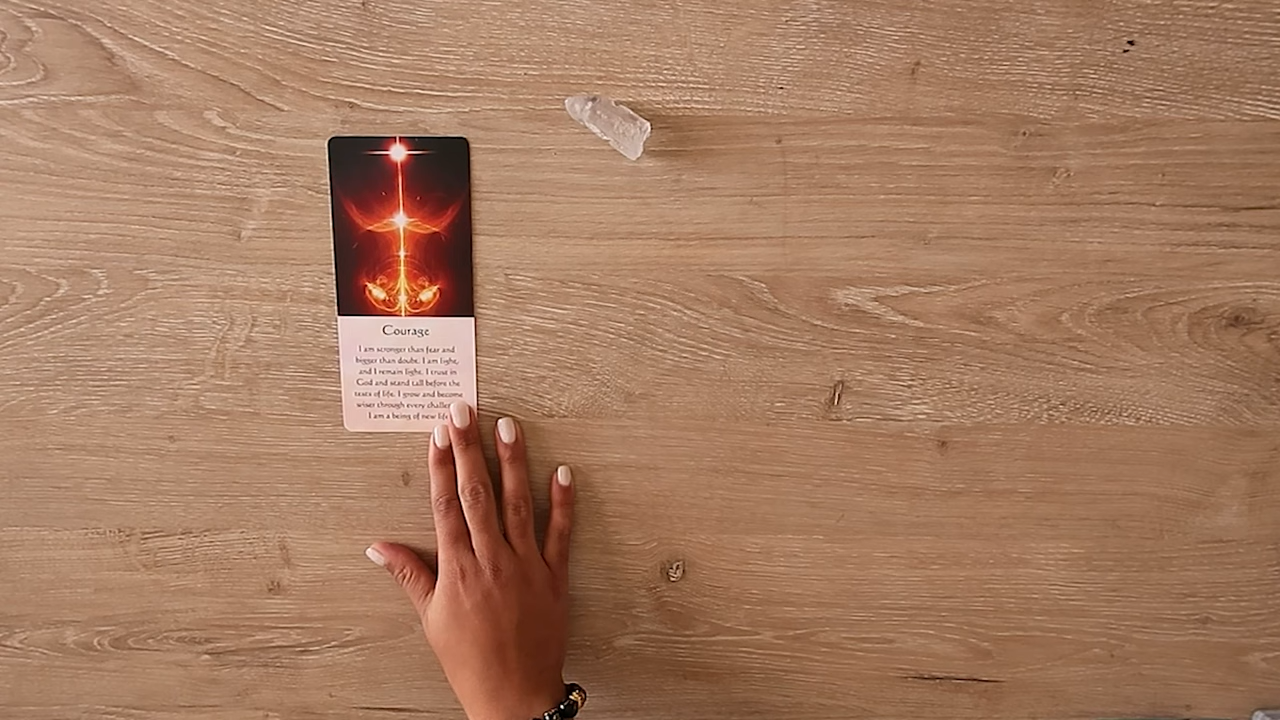 Courage
I am stronger than fear and
bigger than doubt. I am light,
and I remain light. I trust in
God and stand tall before the
tests of life. I grow and become
wiser through every
I am a being of new